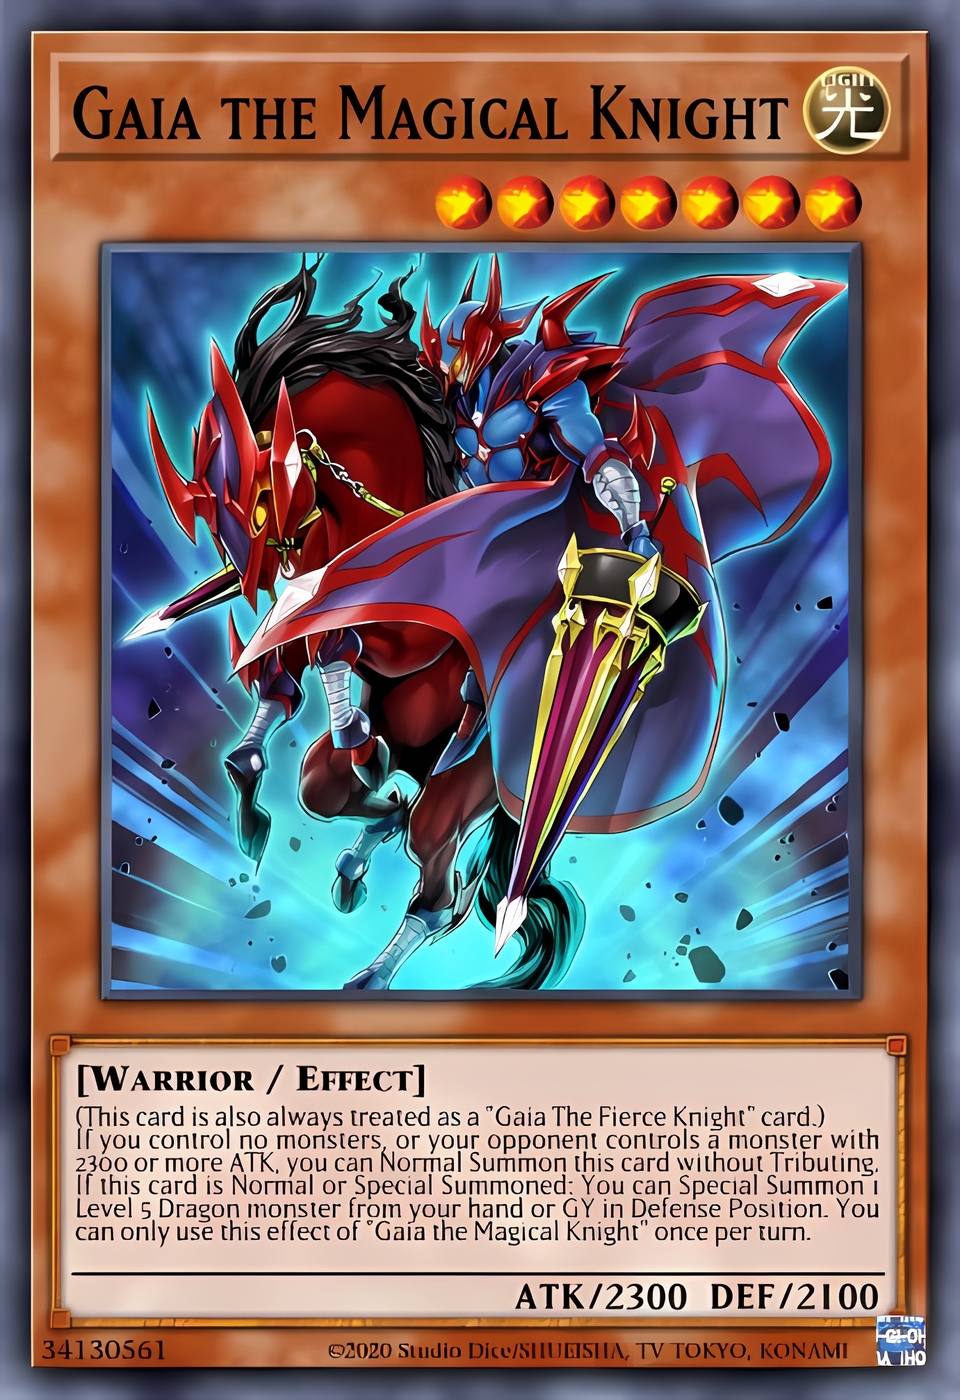 Gaia the Magical Knight
光
[Warrior / Effect]
(This card is also always treated as a "Gaia The Fierce Knight" card.)
If you control no monsters, or your opponent controls a monster with
2300 or more ATK, you can Normal Summon this card without Tributing.
If this card is Normal or Special Summoned: You can Special Summon 1
Level 5 Dragon monster from your hand or GY in Defense Position. You
can only use this effect of "Gaia the Magical Knight" once per turn.
ATK/2300 DEF/2100
34130561 ©2020 Studio Dice/SHUEISHA, TV TOKYO, KONAMI